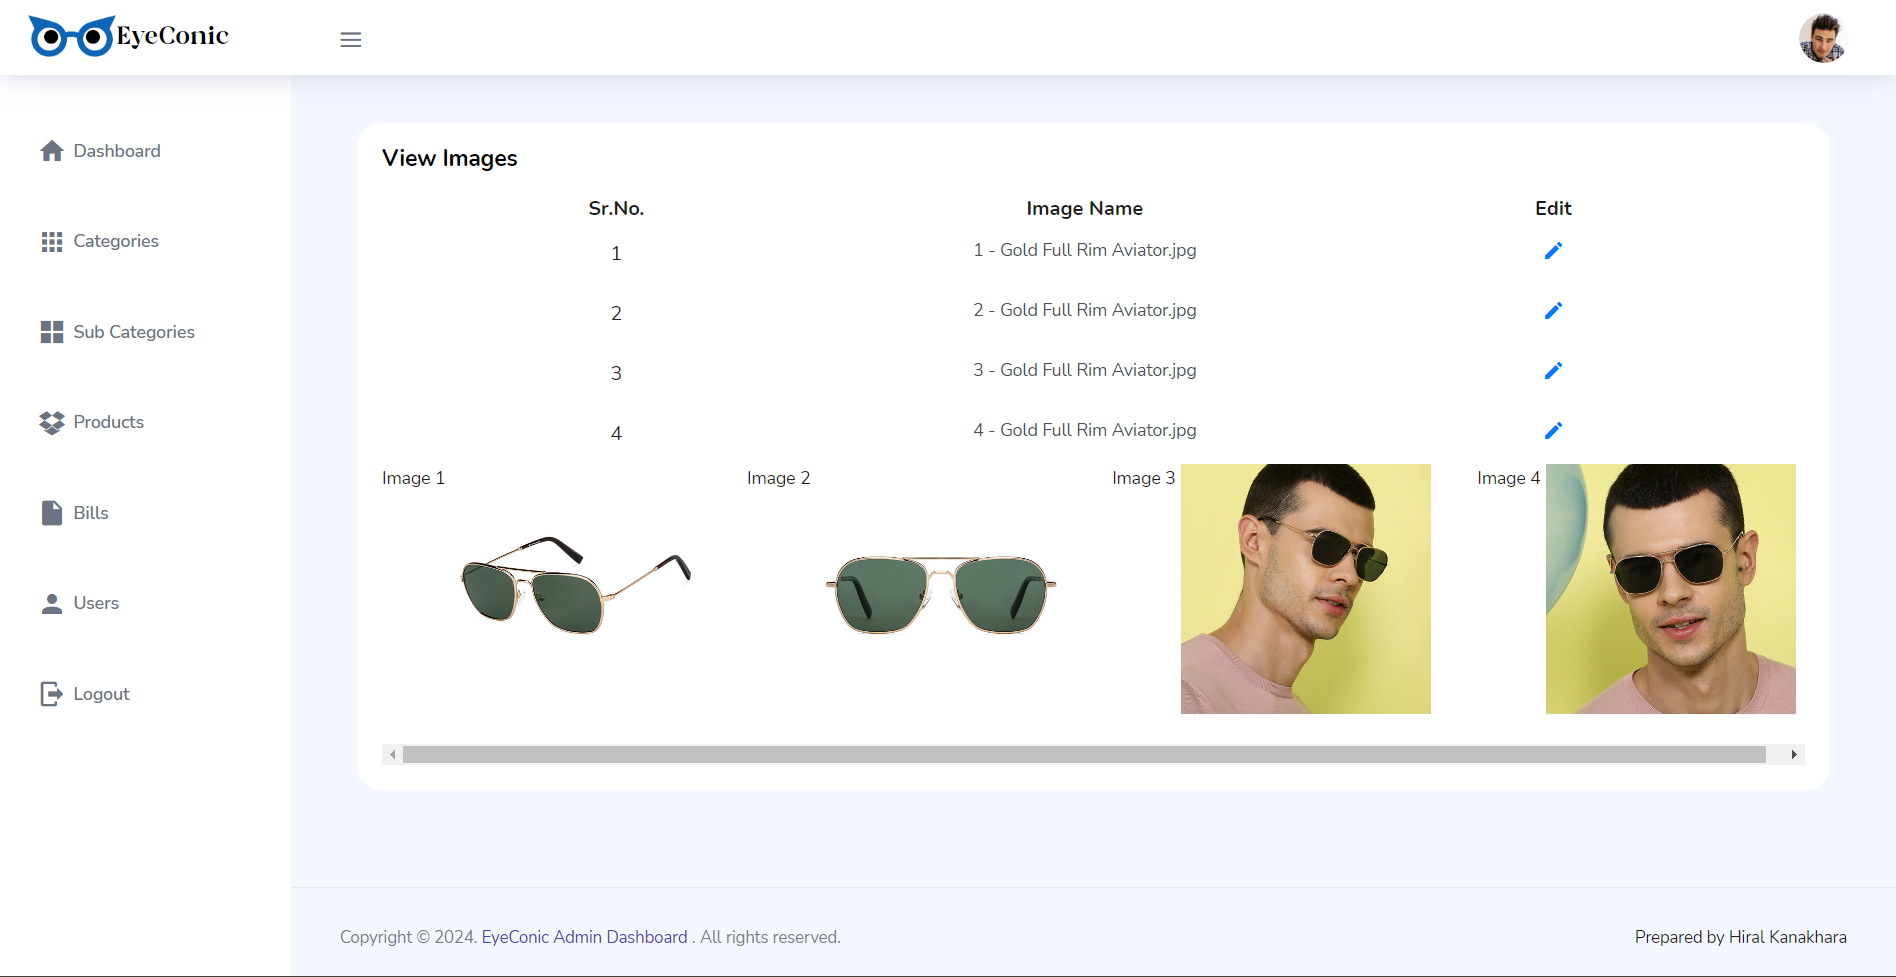 EyeConic
Dashboard
Categories
Sub Categories
Products
Bills
Users
Logout
View Images
Sr.No. Image Name Edit
1 1 - Gold Full Rim Aviator.jpg
2 2 - Gold Full Rim Aviator.jpg
3 3 - Gold Full Rim Aviator.jpg
4 4 - Gold Full Rim Aviator.jpg
Image 1 Image 2 Image 3 Image 4
Copyright © 2024. EyeConic Admin Dashboard . All rights reserved. Prepared by Hiral Kanakhara